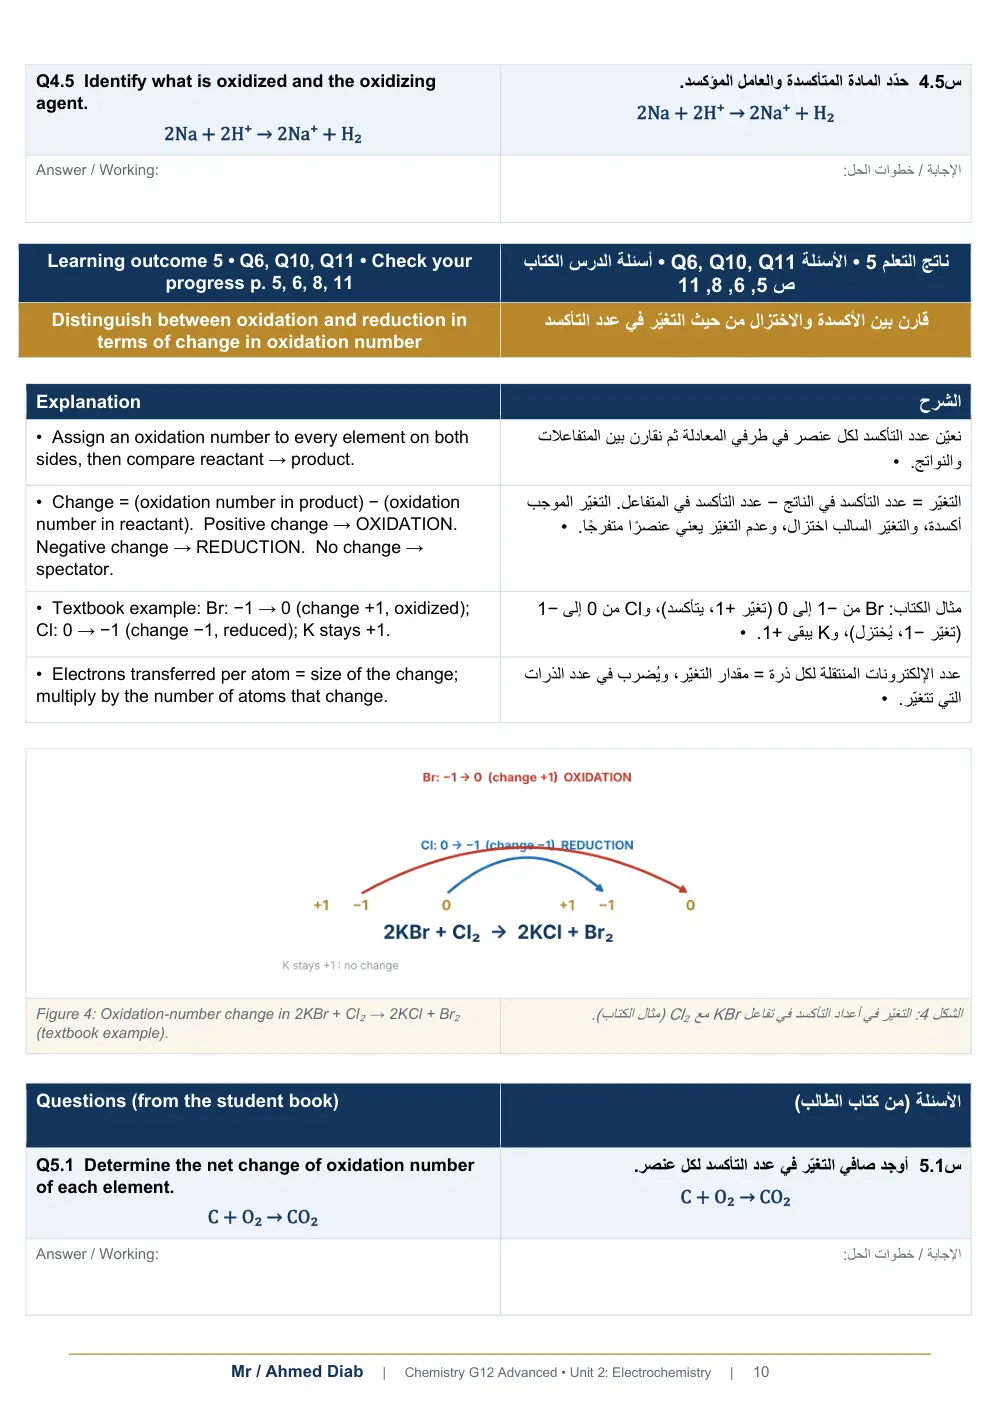 Q4.5 Identify what is oxidized and the oxidizing
agent.
2Na + 2H⁺ → 2Na⁺ + H₂
س4.5 حدّد المادة المتأكسدة والعامل المؤكسد.
2Na + 2H⁺ → 2Na⁺ + H₂
Answer / Working:
الإجابة / خطوات الحل:
Learning outcome 5 • Q6, Q10, Q11 • Check your
progress p. 5, 6, 8, 11
ناتج التعلم 5 • الأسئلة Q6, Q10, Q11 • أسئلة الدرس الكتاب
ص 5, 6, 8, 11
Distinguish between oxidation and reduction in
terms of change in oxidation number
قارن بين الأكسدة والاختزال من حيث التغيّر في عدد التأكسد
Explanation
الشرح
• Assign an oxidation number to every element on both
sides, then compare reactant → product.
نعيّن عدد التأكسد لكل عنصر في طرفي المعادلة ثم نقارن بين المتفاعلات
والنواتج. •
• Change = (oxidation number in product) − (oxidation
number in reactant). Positive change → OXIDATION.
Negative change → REDUCTION. No change →
spectator.
التغيّر = عدد التأكسد في الناتج − عدد التأكسد في المتفاعل. التغيّر الموجب
أكسدة، والتغيّر السالب اختزال، وعدم التغيّر يعني عنصرًا متفرجًا. •
• Textbook example: Br: −1 → 0 (change +1, oxidized);
Cl: 0 → −1 (change −1, reduced); K stays +1.
مثال الكتاب: Br من −1 إلى 0 (تغيّر +1، يتأكسد)، وCl من 0 إلى −1
(تغيّر −1، يُختزل)، وK يبقى +1. •
• Electrons transferred per atom = size of the change;
multiply by the number of atoms that change.
عدد الإلكترونات المنتقلة لكل ذرة = مقدار التغيّر، ويُضرب في عدد الذرات
التي تتغيّر. •
Br: −1 → 0 (change +1) OXIDATION
Cl: 0 → −1 (change −1) REDUCTION
+1 −1 0 +1 −1 0
2KBr + Cl₂ → 2KCl + Br₂
K stays +1: no change
Figure 4: Oxidation-number change in 2KBr + Cl₂ → 2KCl + Br₂
(textbook example).
الشكل 4: التغيّر في أعداد التأكسد في تفاعل KBr مع Cl₂ (مثال الكتاب).
Questions (from the student book)
الأسئلة (من كتاب الطالب)
Q5.1 Determine the net change of oxidation number
of each element.
C + O₂ → CO₂
س5.1 أوجد صافي التغيّر في عدد التأكسد لكل عنصر.
C + O₂ → CO₂
Answer / Working:
الإجابة / خطوات الحل:
Mr / Ahmed Diab | Chemistry G12 Advanced • Unit 2: Electrochemistry | 10